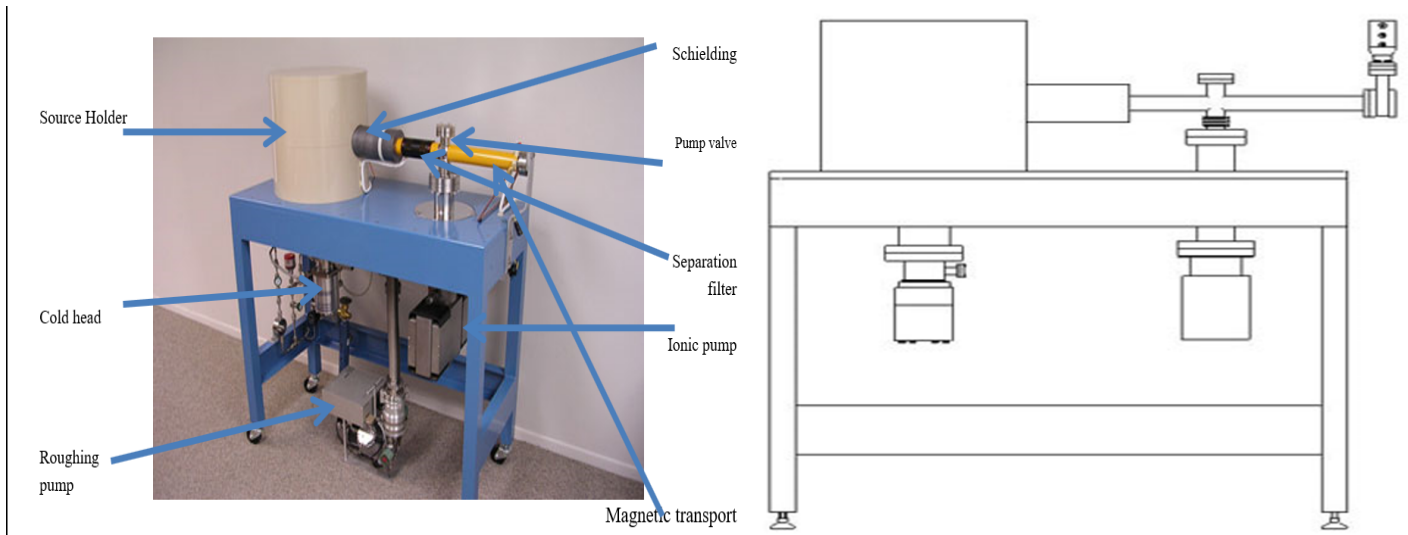 Source Holder
Cold head
Roughing
pump
Schielding
Pump valve
Separation
filter
Ionic pump
Magnetic transport